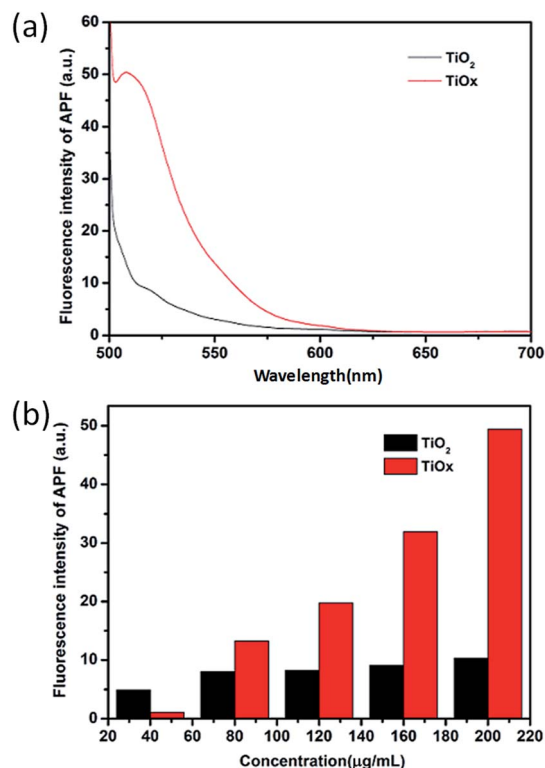 (a)
Fluorescence intensity of APF (a.u.)
60
50
40
30
20
10
0
TiO₂
TiOx
500 550 600 650 700
Wavelength(nm)
(b)
Fluorescence intensity of APF (a.u.)
50
40
30
20
10
0
TiO₂
TiOx
20 40 60 80 100 120 140 160 180 200 220
Concentration(μg/mL)